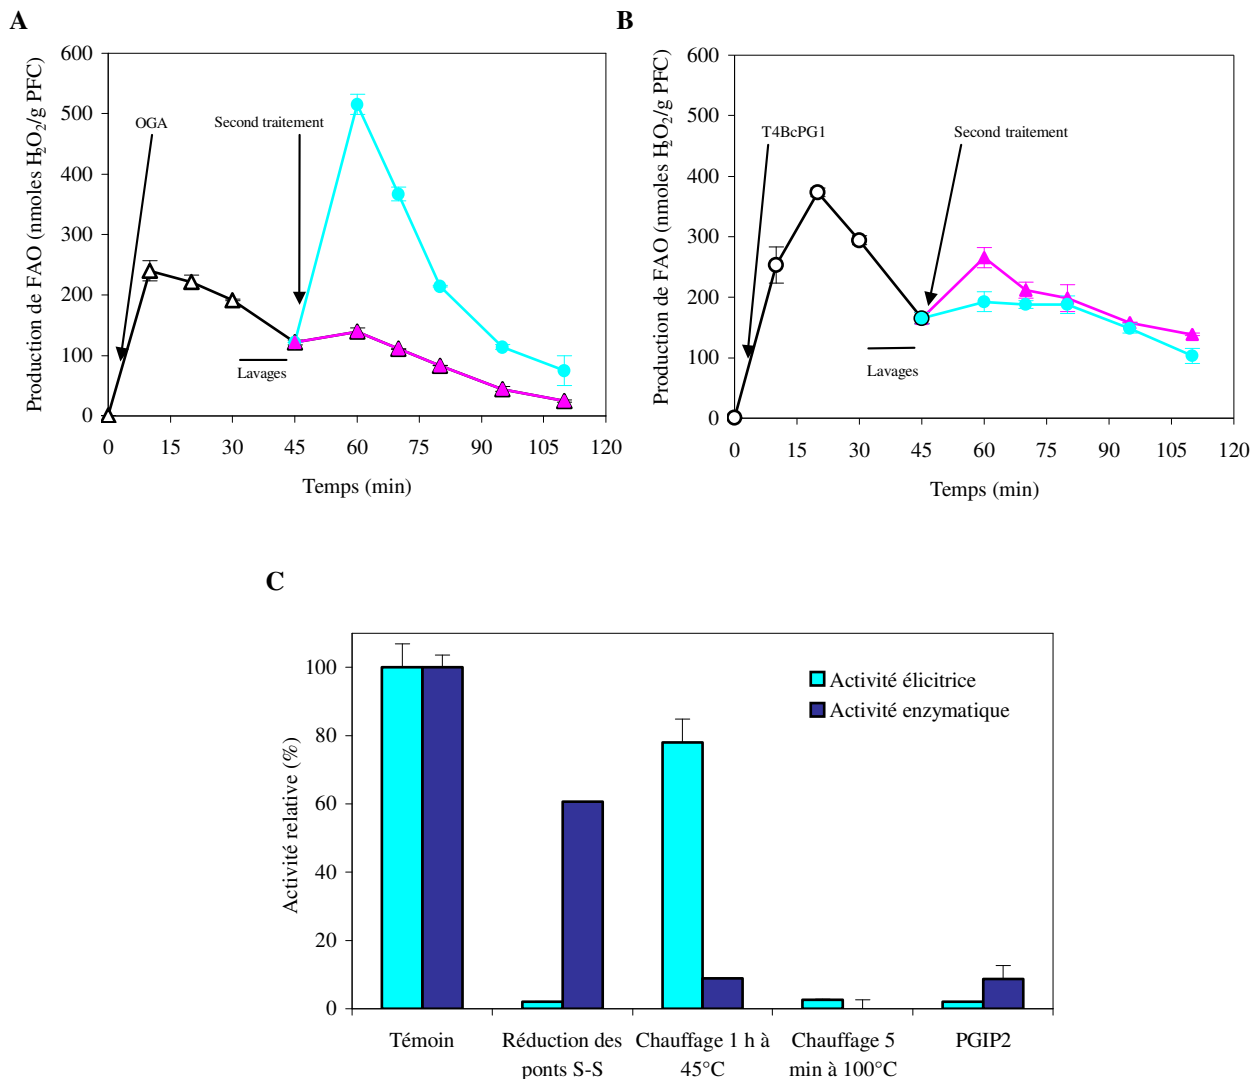 A
Production de FAO (nmoles H2O2/g PFC)
600
500
400
300
200
100
0
OGA
Second traitement
Lavages
0 15 30 45 60 75 90 105 120
Temps (min)
B
Production de FAO (nmoles H2O2/g PFC)
600
500
400
300
200
100
0
T4BcPG1
Second traitement
Lavages
0 15 30 45 60 75 90 105 120
Temps (min)
C
Activité relative (%)
100
80
60
40
20
0
Activité élicitrice
Activité enzymatique
Témoin
Réduction des
ponts S-S
Chauffage 1 h à
45°C
Chauffage 5
min à 100°C
PGIP2